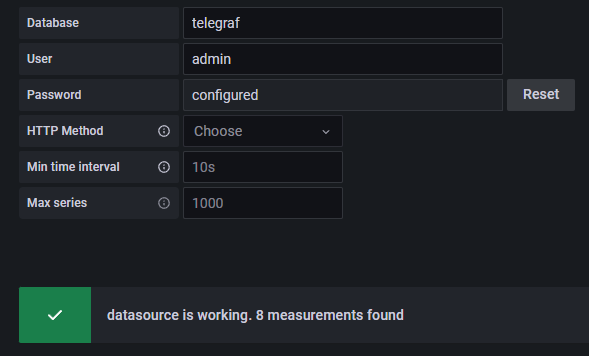 Database telegraf
User admin
Password configured Reset
HTTP Method Choose
Min time interval 10s
Max series 1000
datasource is working. 8 measurements found